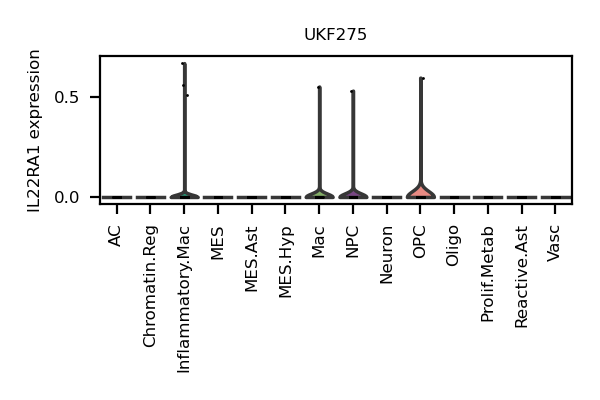 UKF275
IL22RA1 expression
0.5
0.0
AC
Chromatin.Reg
Inflammatory.Mac
MES
MES.Ast
MES.Hyp
Mac
NPC
Neuron
OPC
Oligo
Prolif.Metab
Reactive.Ast
Vasc